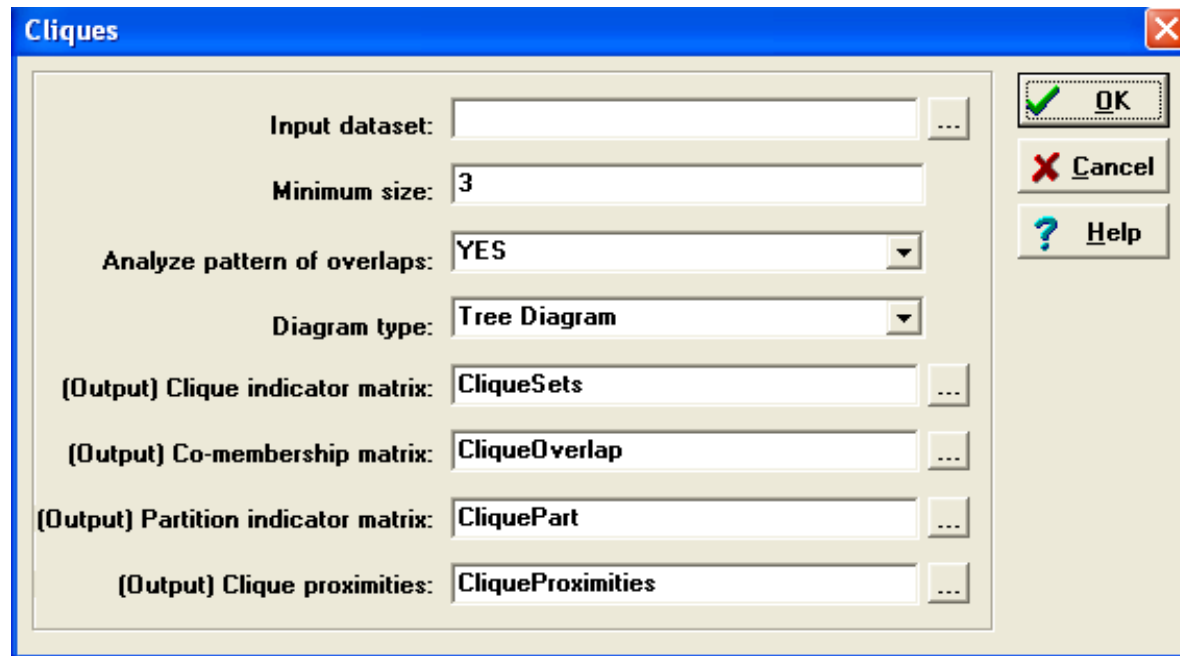 Cliques
Input dataset: ...
Minimum size: 3
Analyze pattern of overlaps: YES
Diagram type: Tree Diagram
(Output) Clique indicator matrix: CliqueSets ...
(Output) Co-membership matrix: CliqueOverlap ...
(Output) Partition indicator matrix: CliquePart ...
(Output) Clique proximities: CliqueProximities ...
OK
Cancel
? Help